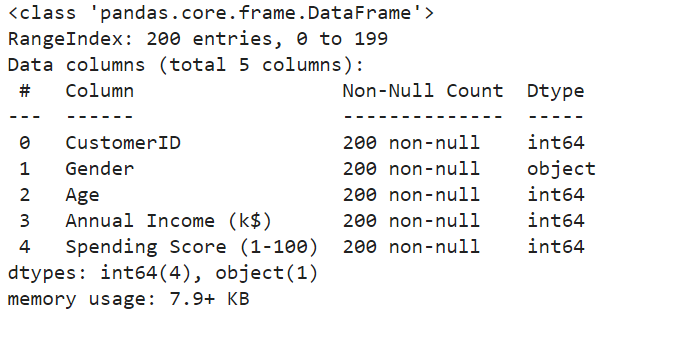 <class 'pandas.core.frame.DataFrame'>
RangeIndex: 200 entries, 0 to 199
Data columns (total 5 columns):
 #   Column                  Non-Null Count  Dtype
---  ------                  --------------  -----
 0   CustomerID              200 non-null    int64
 1   Gender                  200 non-null    object
 2   Age                     200 non-null    int64
 3   Annual Income (k$)      200 non-null    int64
 4   Spending Score (1-100)  200 non-null    int64
dtypes: int64(4), object(1)
memory usage: 7.9+ KB